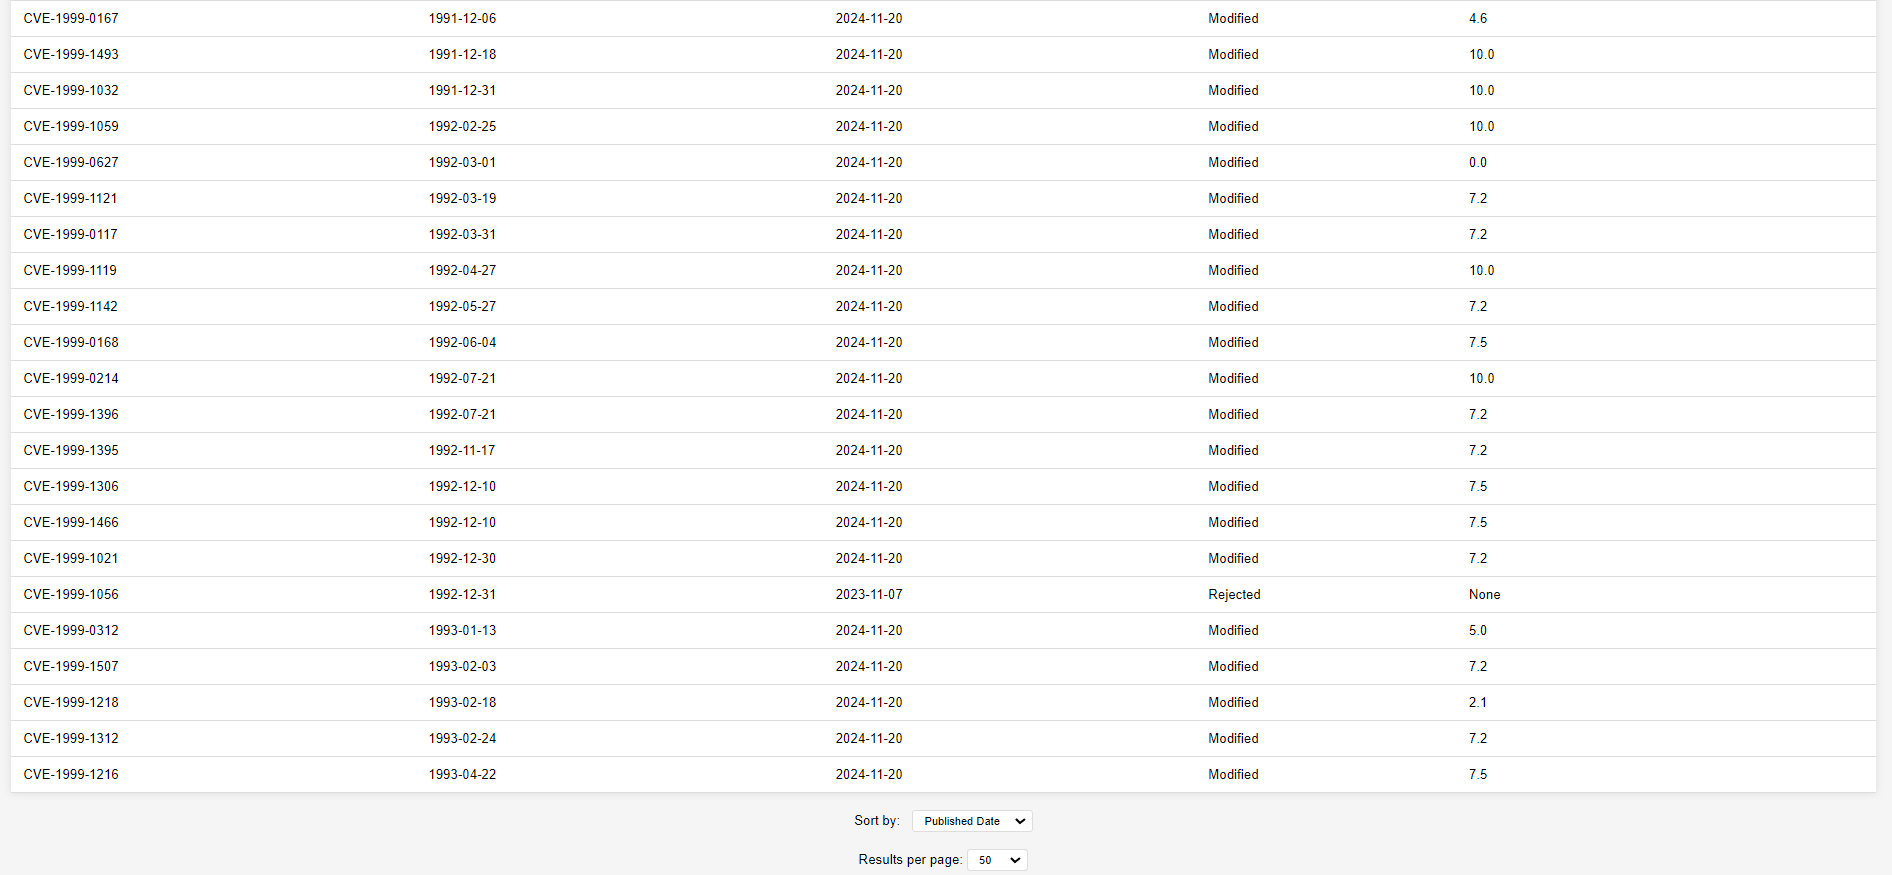 CVE-1999-0167 1991-12-06 2024-11-20 Modified 4.6
CVE-1999-1493 1991-12-18 2024-11-20 Modified 10.0
CVE-1999-1032 1991-12-31 2024-11-20 Modified 10.0
CVE-1999-1059 1992-02-25 2024-11-20 Modified 10.0
CVE-1999-0627 1992-03-01 2024-11-20 Modified 0.0
CVE-1999-1121 1992-03-19 2024-11-20 Modified 7.2
CVE-1999-0117 1992-03-31 2024-11-20 Modified 7.2
CVE-1999-1119 1992-04-27 2024-11-20 Modified 10.0
CVE-1999-1142 1992-05-27 2024-11-20 Modified 7.2
CVE-1999-0168 1992-06-04 2024-11-20 Modified 7.5
CVE-1999-0214 1992-07-21 2024-11-20 Modified 10.0
CVE-1999-1396 1992-07-21 2024-11-20 Modified 7.2
CVE-1999-1395 1992-11-17 2024-11-20 Modified 7.2
CVE-1999-1306 1992-12-10 2024-11-20 Modified 7.5
CVE-1999-1466 1992-12-10 2024-11-20 Modified 7.5
CVE-1999-1021 1992-12-30 2024-11-20 Modified 7.2
CVE-1999-1056 1992-12-31 2023-11-07 Rejected None
CVE-1999-0312 1993-01-13 2024-11-20 Modified 5.0
CVE-1999-1507 1993-02-03 2024-11-20 Modified 7.2
CVE-1999-1218 1993-02-18 2024-11-20 Modified 2.1
CVE-1999-1312 1993-02-24 2024-11-20 Modified 7.2
CVE-1999-1216 1993-04-22 2024-11-20 Modified 7.5
Sort by: Published Date
Results per page: 50